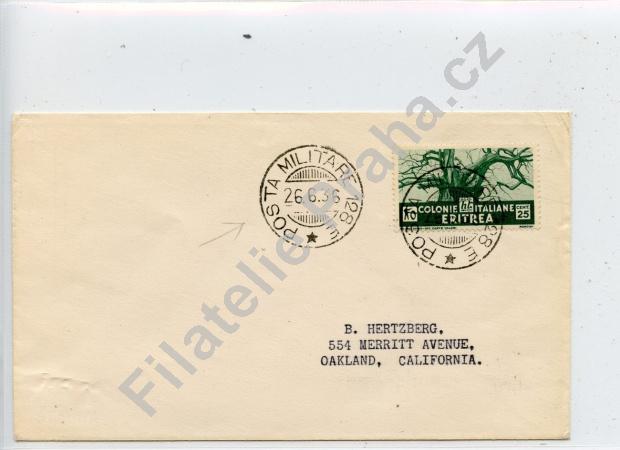 POSTA MILITARE 128 E
26.6.36
COLONIE ITALIANE
ERITREA
CENT 25
B. HERTZBERG,
554 MERRITT AVENUE,
OAKLAND, CALIFORNIA.
Filatelie-Praha.cz